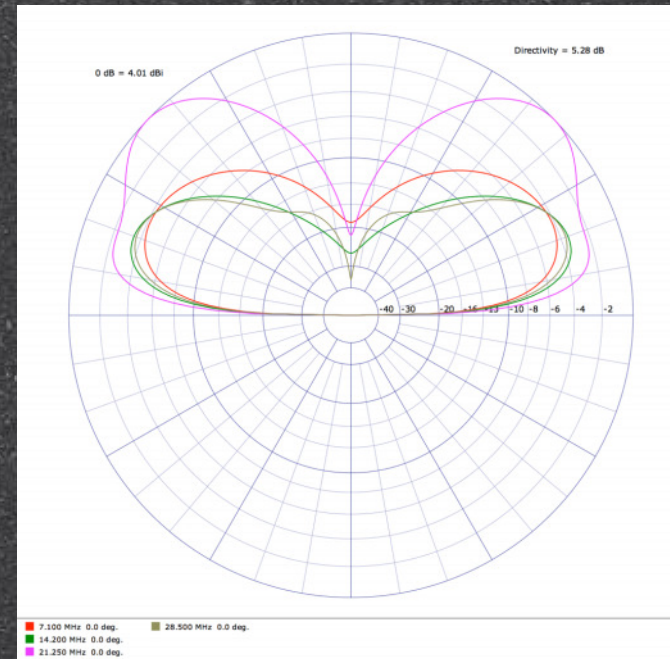 Directivity = 5.28 dB
0 dB = 4.01 dBi
-40 -30 -20 -16 -13 -10 -8 -6 -4 -2
7.100 MHz 0.0 deg. 28.500 MHz 0.0 deg.
14.200 MHz 0.0 deg.
21.250 MHz 0.0 deg.